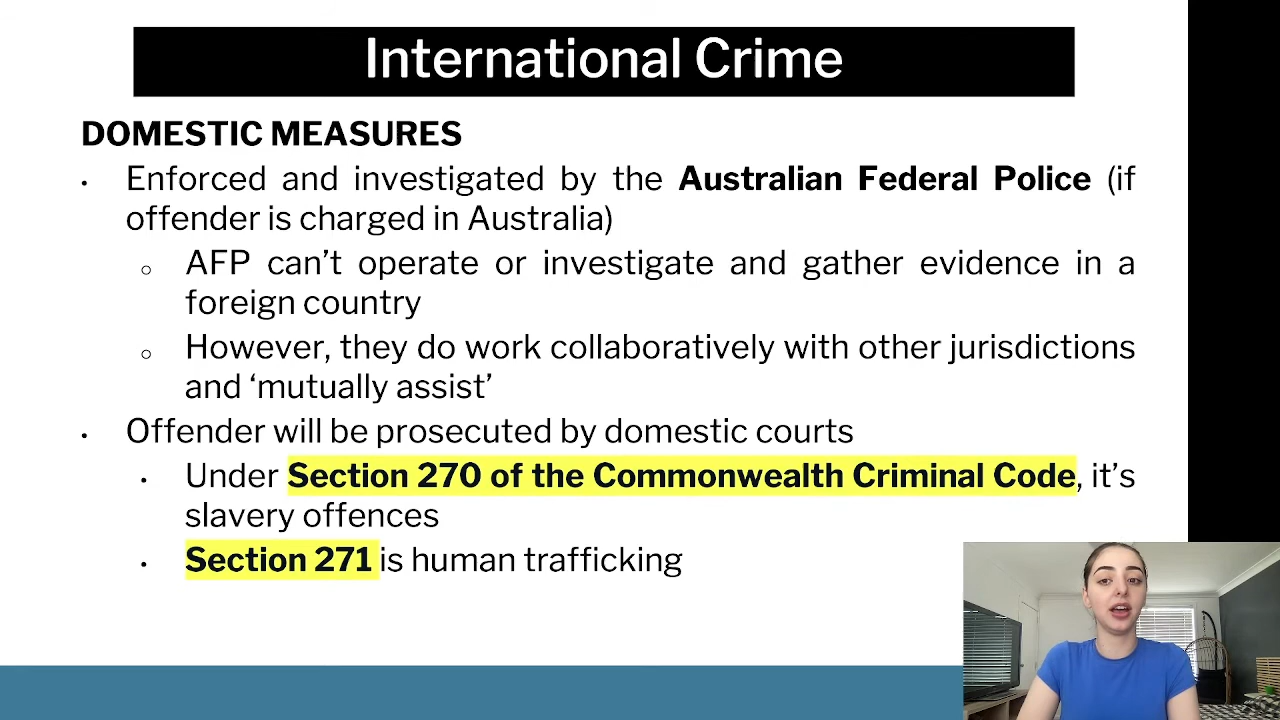 International Crime
DOMESTIC MEASURES
• Enforced and investigated by the Australian Federal Police (if
offender is charged in Australia)
o AFP can’t operate or investigate and gather evidence in a
foreign country
o However, they do work collaboratively with other jurisdictions
and ‘mutually assist’
• Offender will be prosecuted by domestic courts
• Under Section 270 of the Commonwealth Criminal Code, it’s
slavery offences
• Section 271 is human trafficking